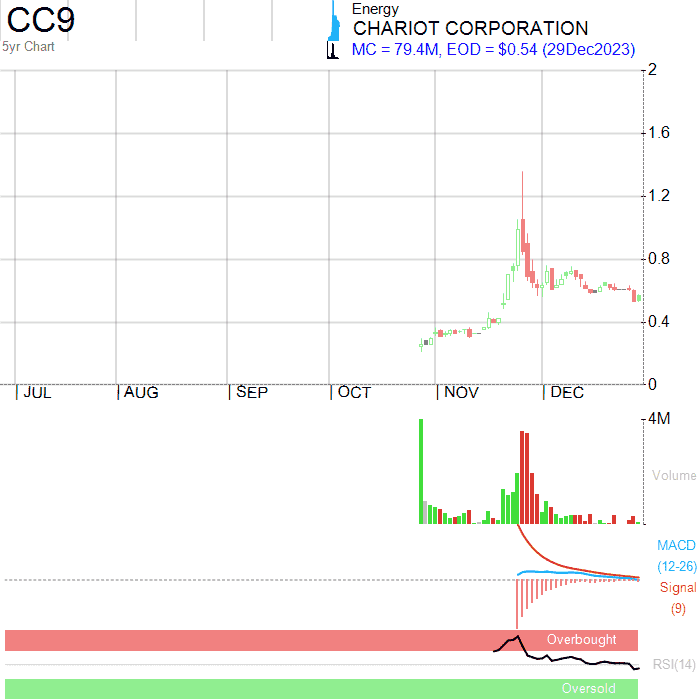 CC9
5yr Chart
Energy
CHARIOT CORPORATION
MC = 79.4M, EOD = $0.54 (29Dec2023)
2
1.6
1.2
0.8
0.4
0
JUL AUG SEP OCT NOV DEC
4M
Volume
MACD
(12-26)
Signal
(9)
Overbought
RSI(14)
Oversold